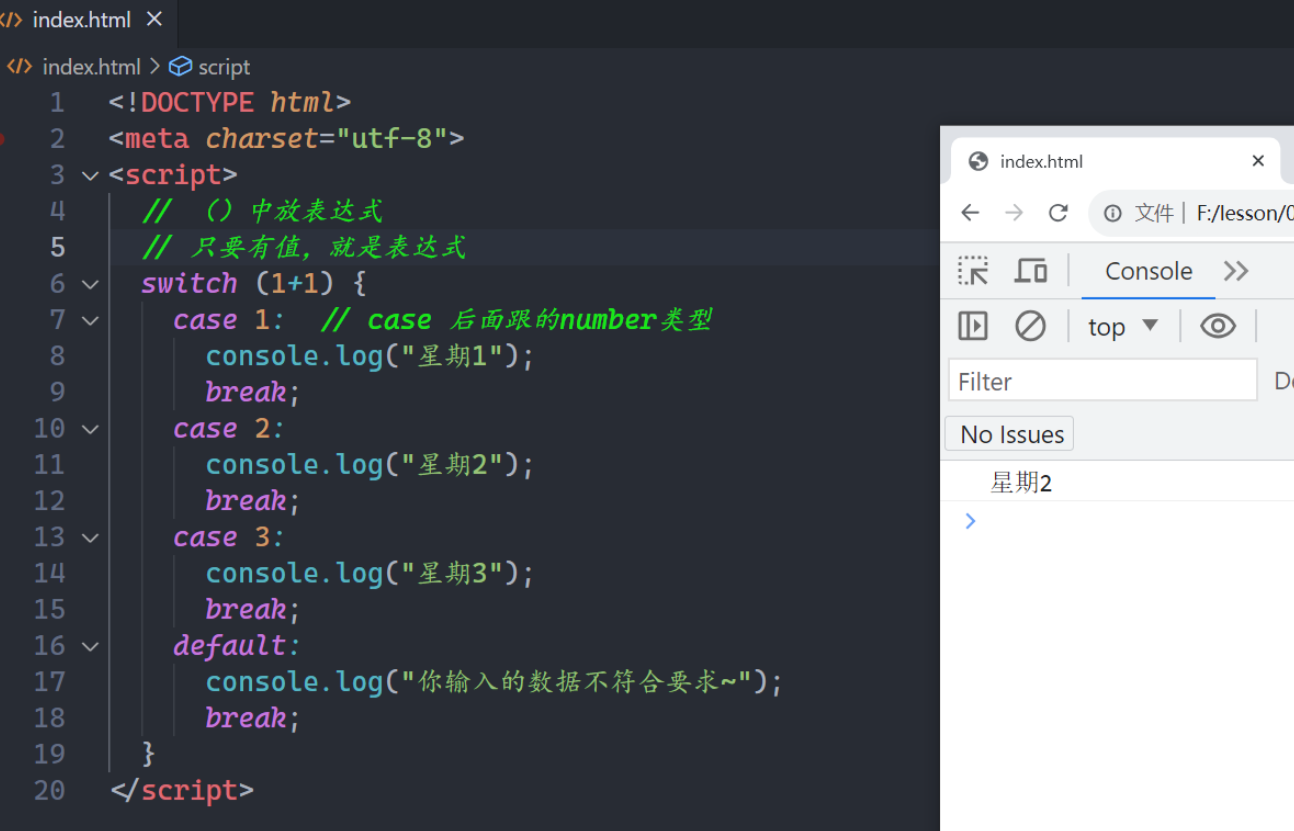 index.html
index.html > script
1 <!DOCTYPE html>
2 <meta charset="utf-8">
3 <script>
4 // （）中放表达式
5 // 只要有值，就是表达式
6 switch (1+1) {
7 case 1: // case 后面跟的number类型
8 console.log("星期1");
9 break;
10 case 2:
11 console.log("星期2");
12 break;
13 case 3:
14 console.log("星期3");
15 break;
16 default:
17 console.log("你输入的数据不符合要求~");
18 break;
19 }
20 </script>
index.html
文件 | F:/lesson/0
Console
top
Filter
De
No Issues
星期2